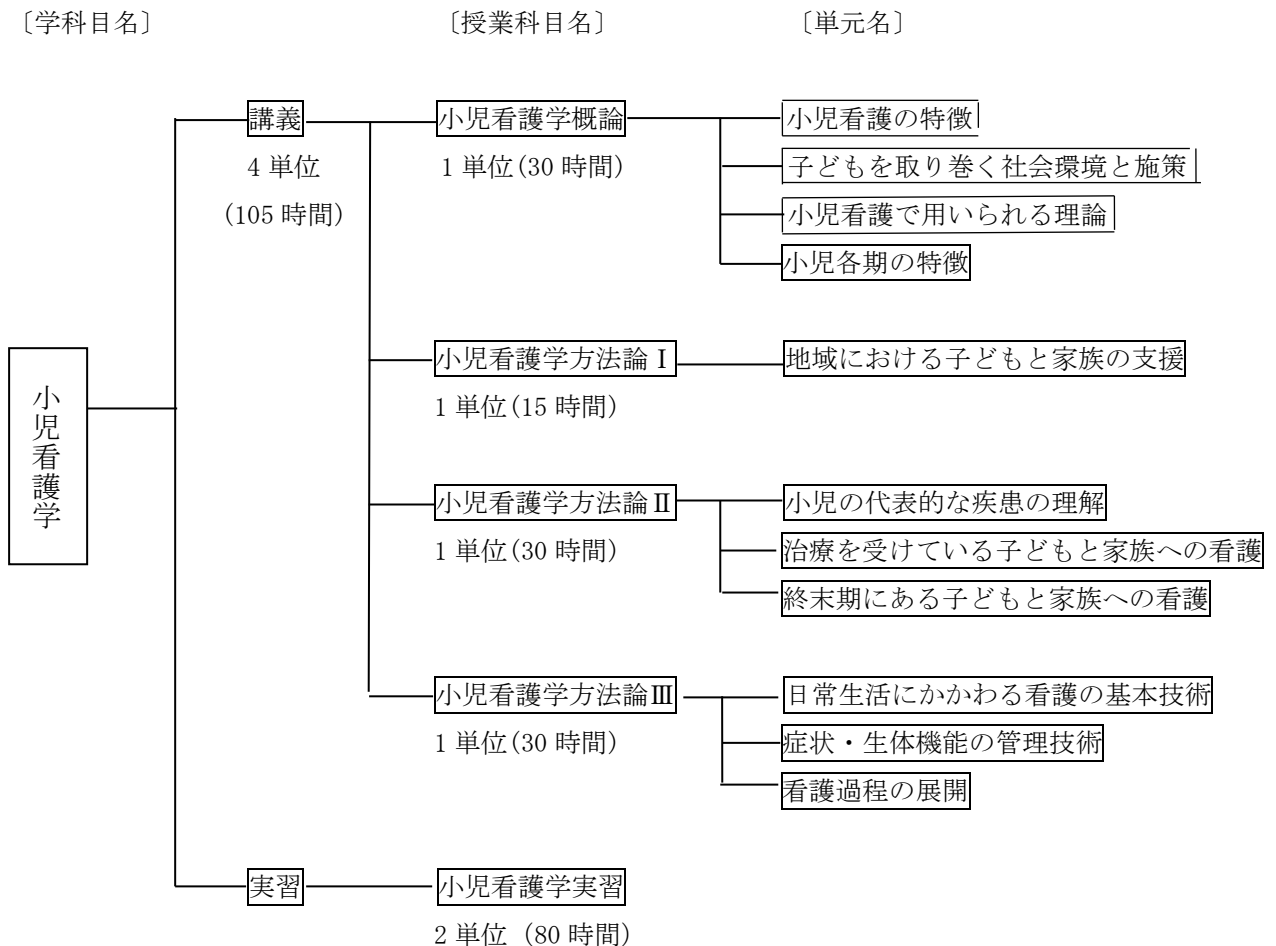 〔学科目名〕 〔授業科目名〕 〔単元名〕
講義 小児看護学概論 小児看護の特徴
4 単位 1 単位(30 時間) 子どもを取り巻く社会環境と施策
(105 時間) 小児看護で用いられる理論
小児各期の特徴
小児看護学方法論Ⅰ 地域における子どもと家族の支援
1 単位(15 時間)
小児看護学
小児看護学方法論Ⅱ 小児の代表的な疾患の理解
1 単位(30 時間) 治療を受けている子どもと家族への看護
終末期にある子どもと家族への看護
小児看護学方法論Ⅲ 日常生活にかかわる看護の基本技術
1 単位(30 時間) 症状・生体機能の管理技術
看護過程の展開
実習 小児看護学実習
2 単位 (80 時間)